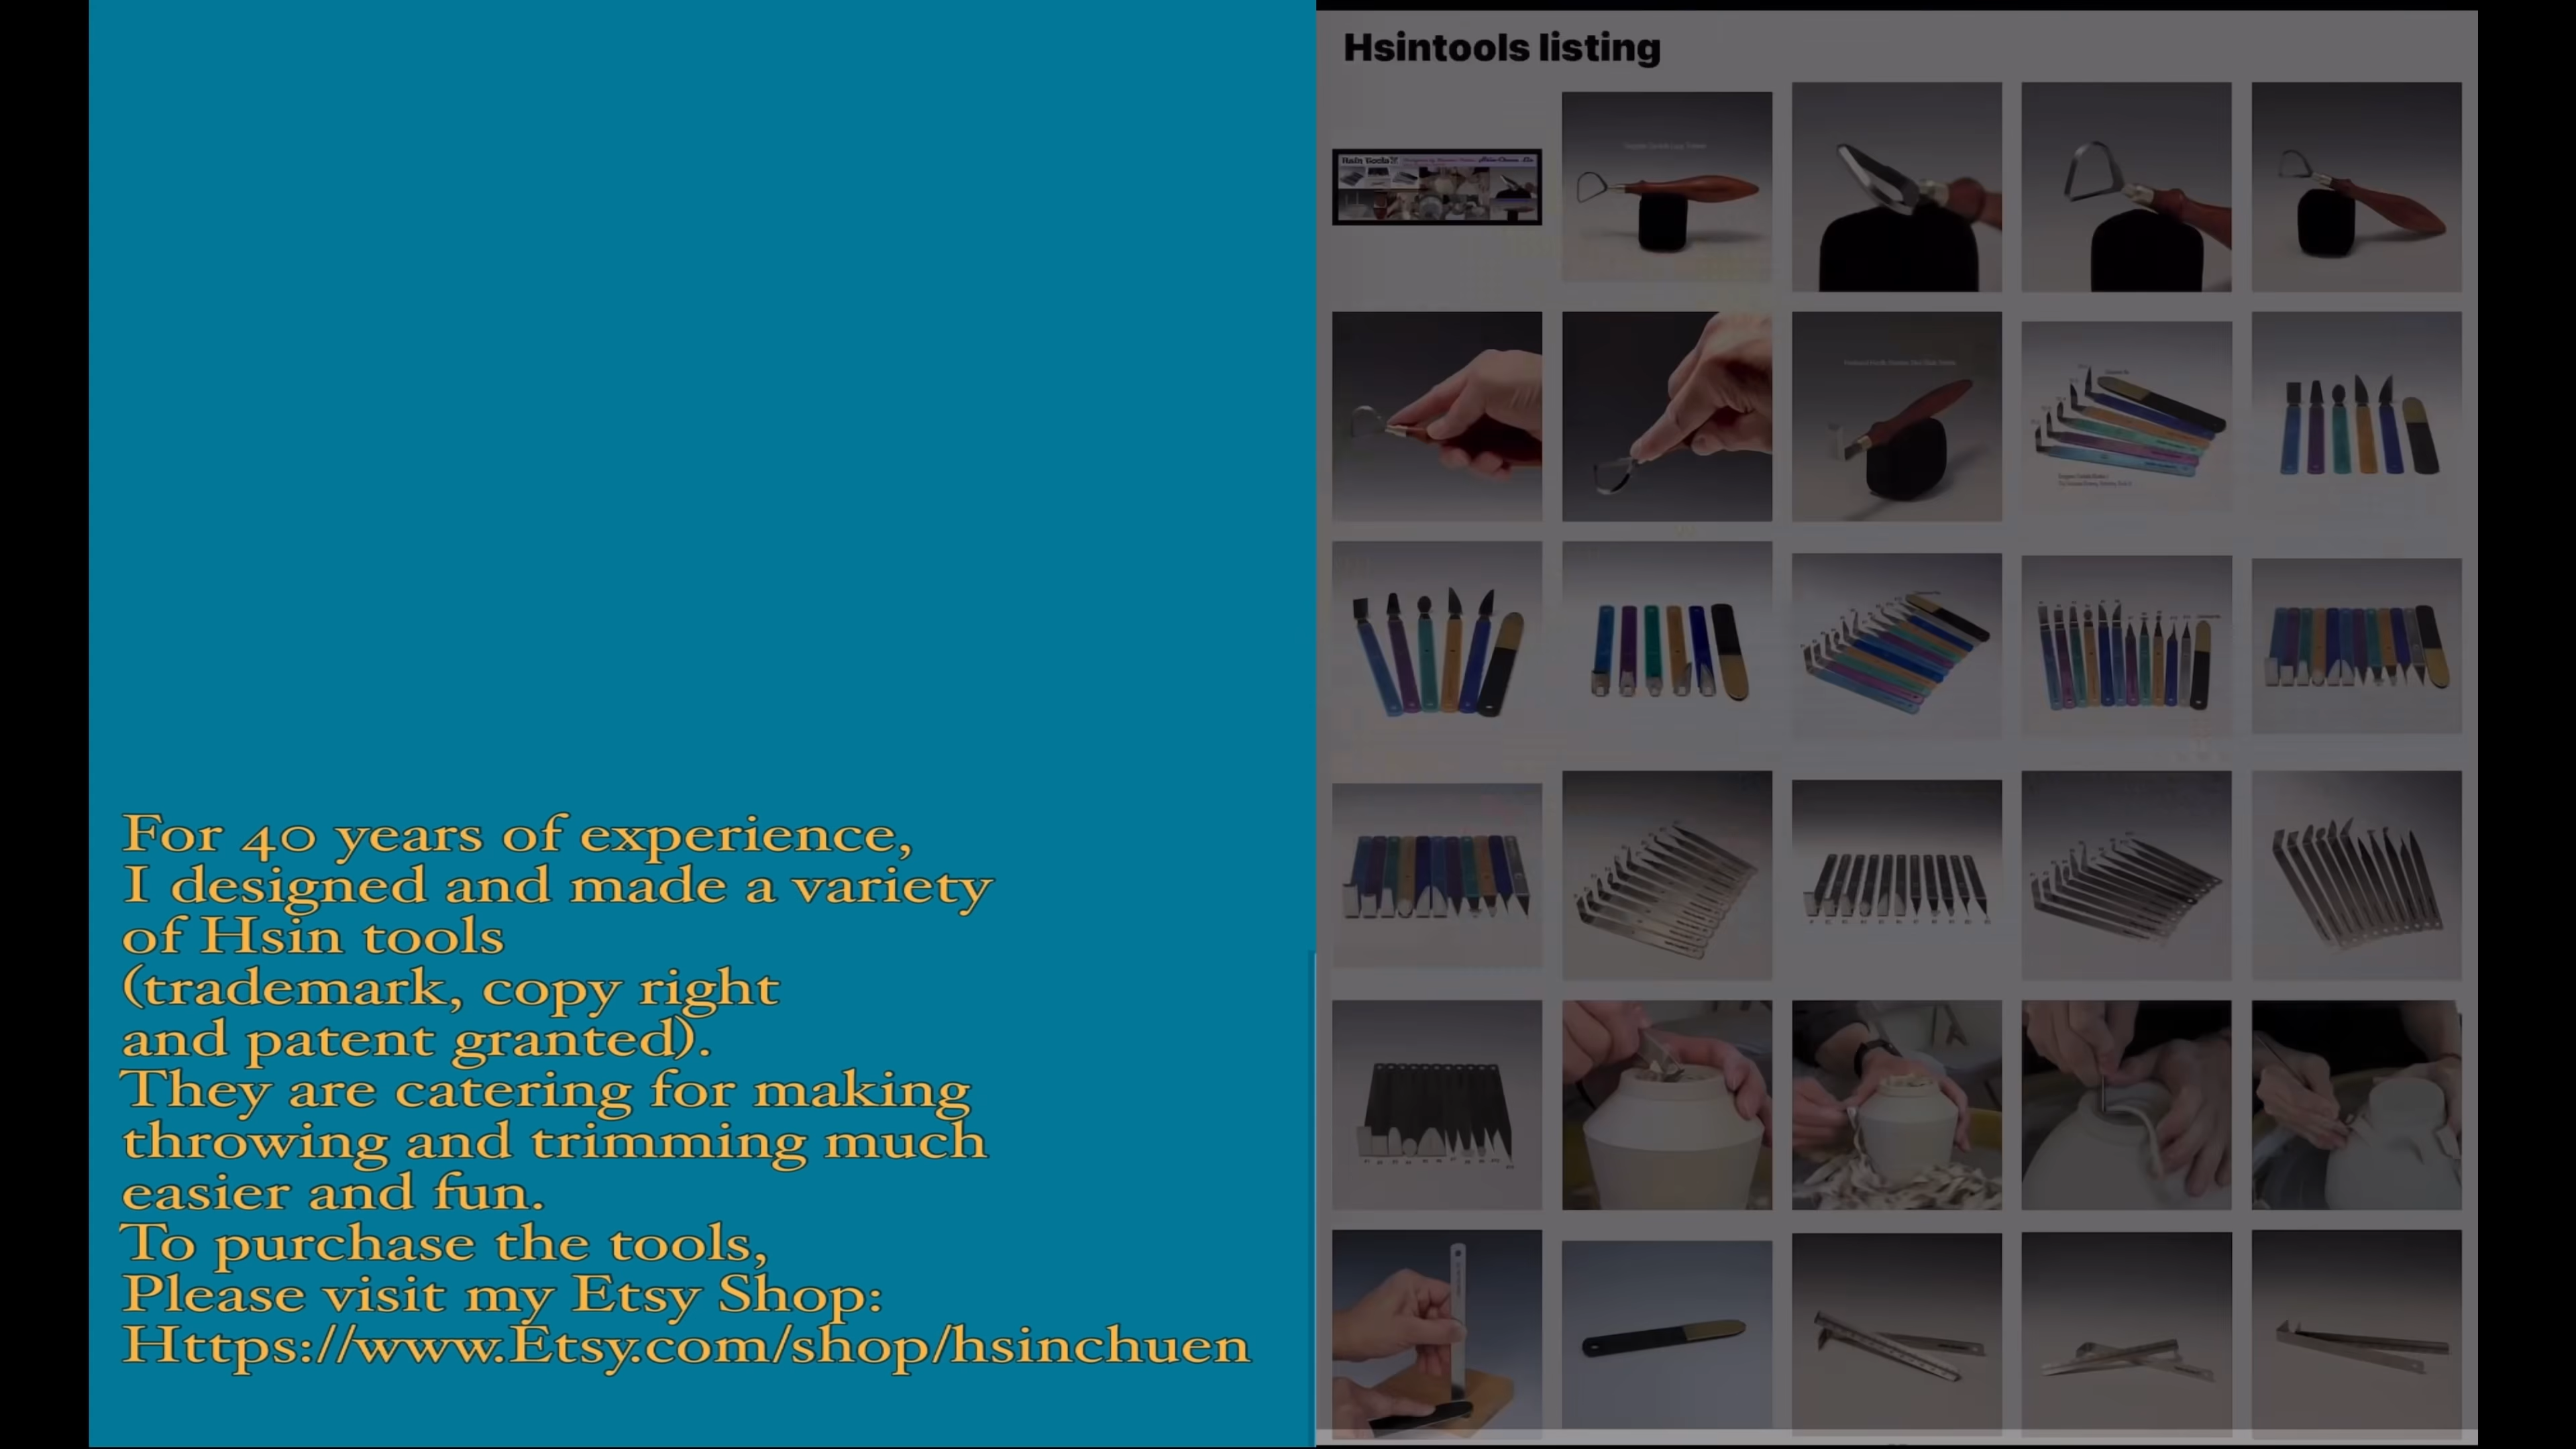 For 40 years of experience,
I designed and made a variety
of Hsin tools
(trademark, copy right
and patent granted).
They are catering for making
throwing and trimming much
easier and fun.
To purchase the tools,
Please visit my Etsy Shop:
Https://www.Etsy.com/shop/hsinchuen
Hsintools listing
Hsin Tools